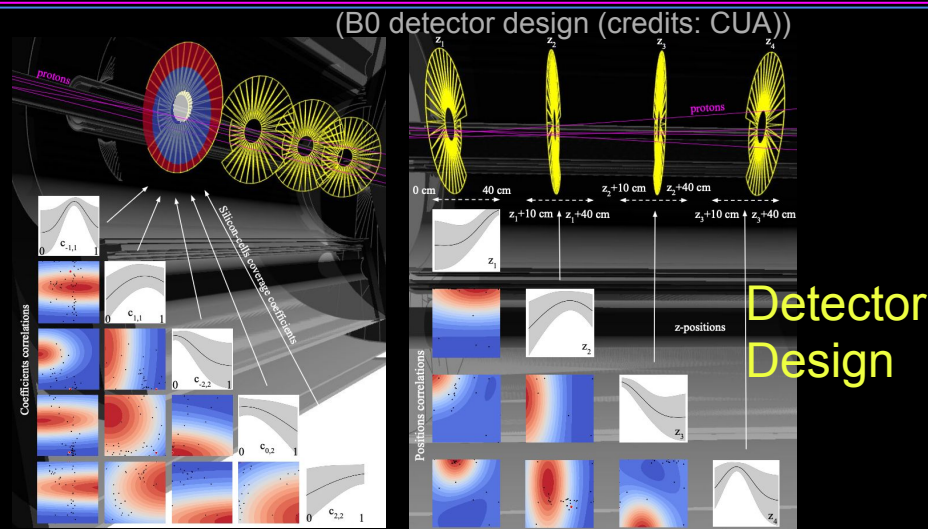 (B0 detector design (credits: CUA))
protons
Silicon-cells coverage coefficients
Coefficients correlations
c-1,1
0 1
c1,1
0 1
c-2,2
0 1
c0,2
0 1
c2,2
0 1
z1 z2 z3 z4
protons
0 cm 40 cm
z1+10 cm z1+40 cm
z2+10 cm z2+40 cm
z3+10 cm z3+40 cm
z-positions
Positions correlations
z1
z2
z3
z4
Detector
Design